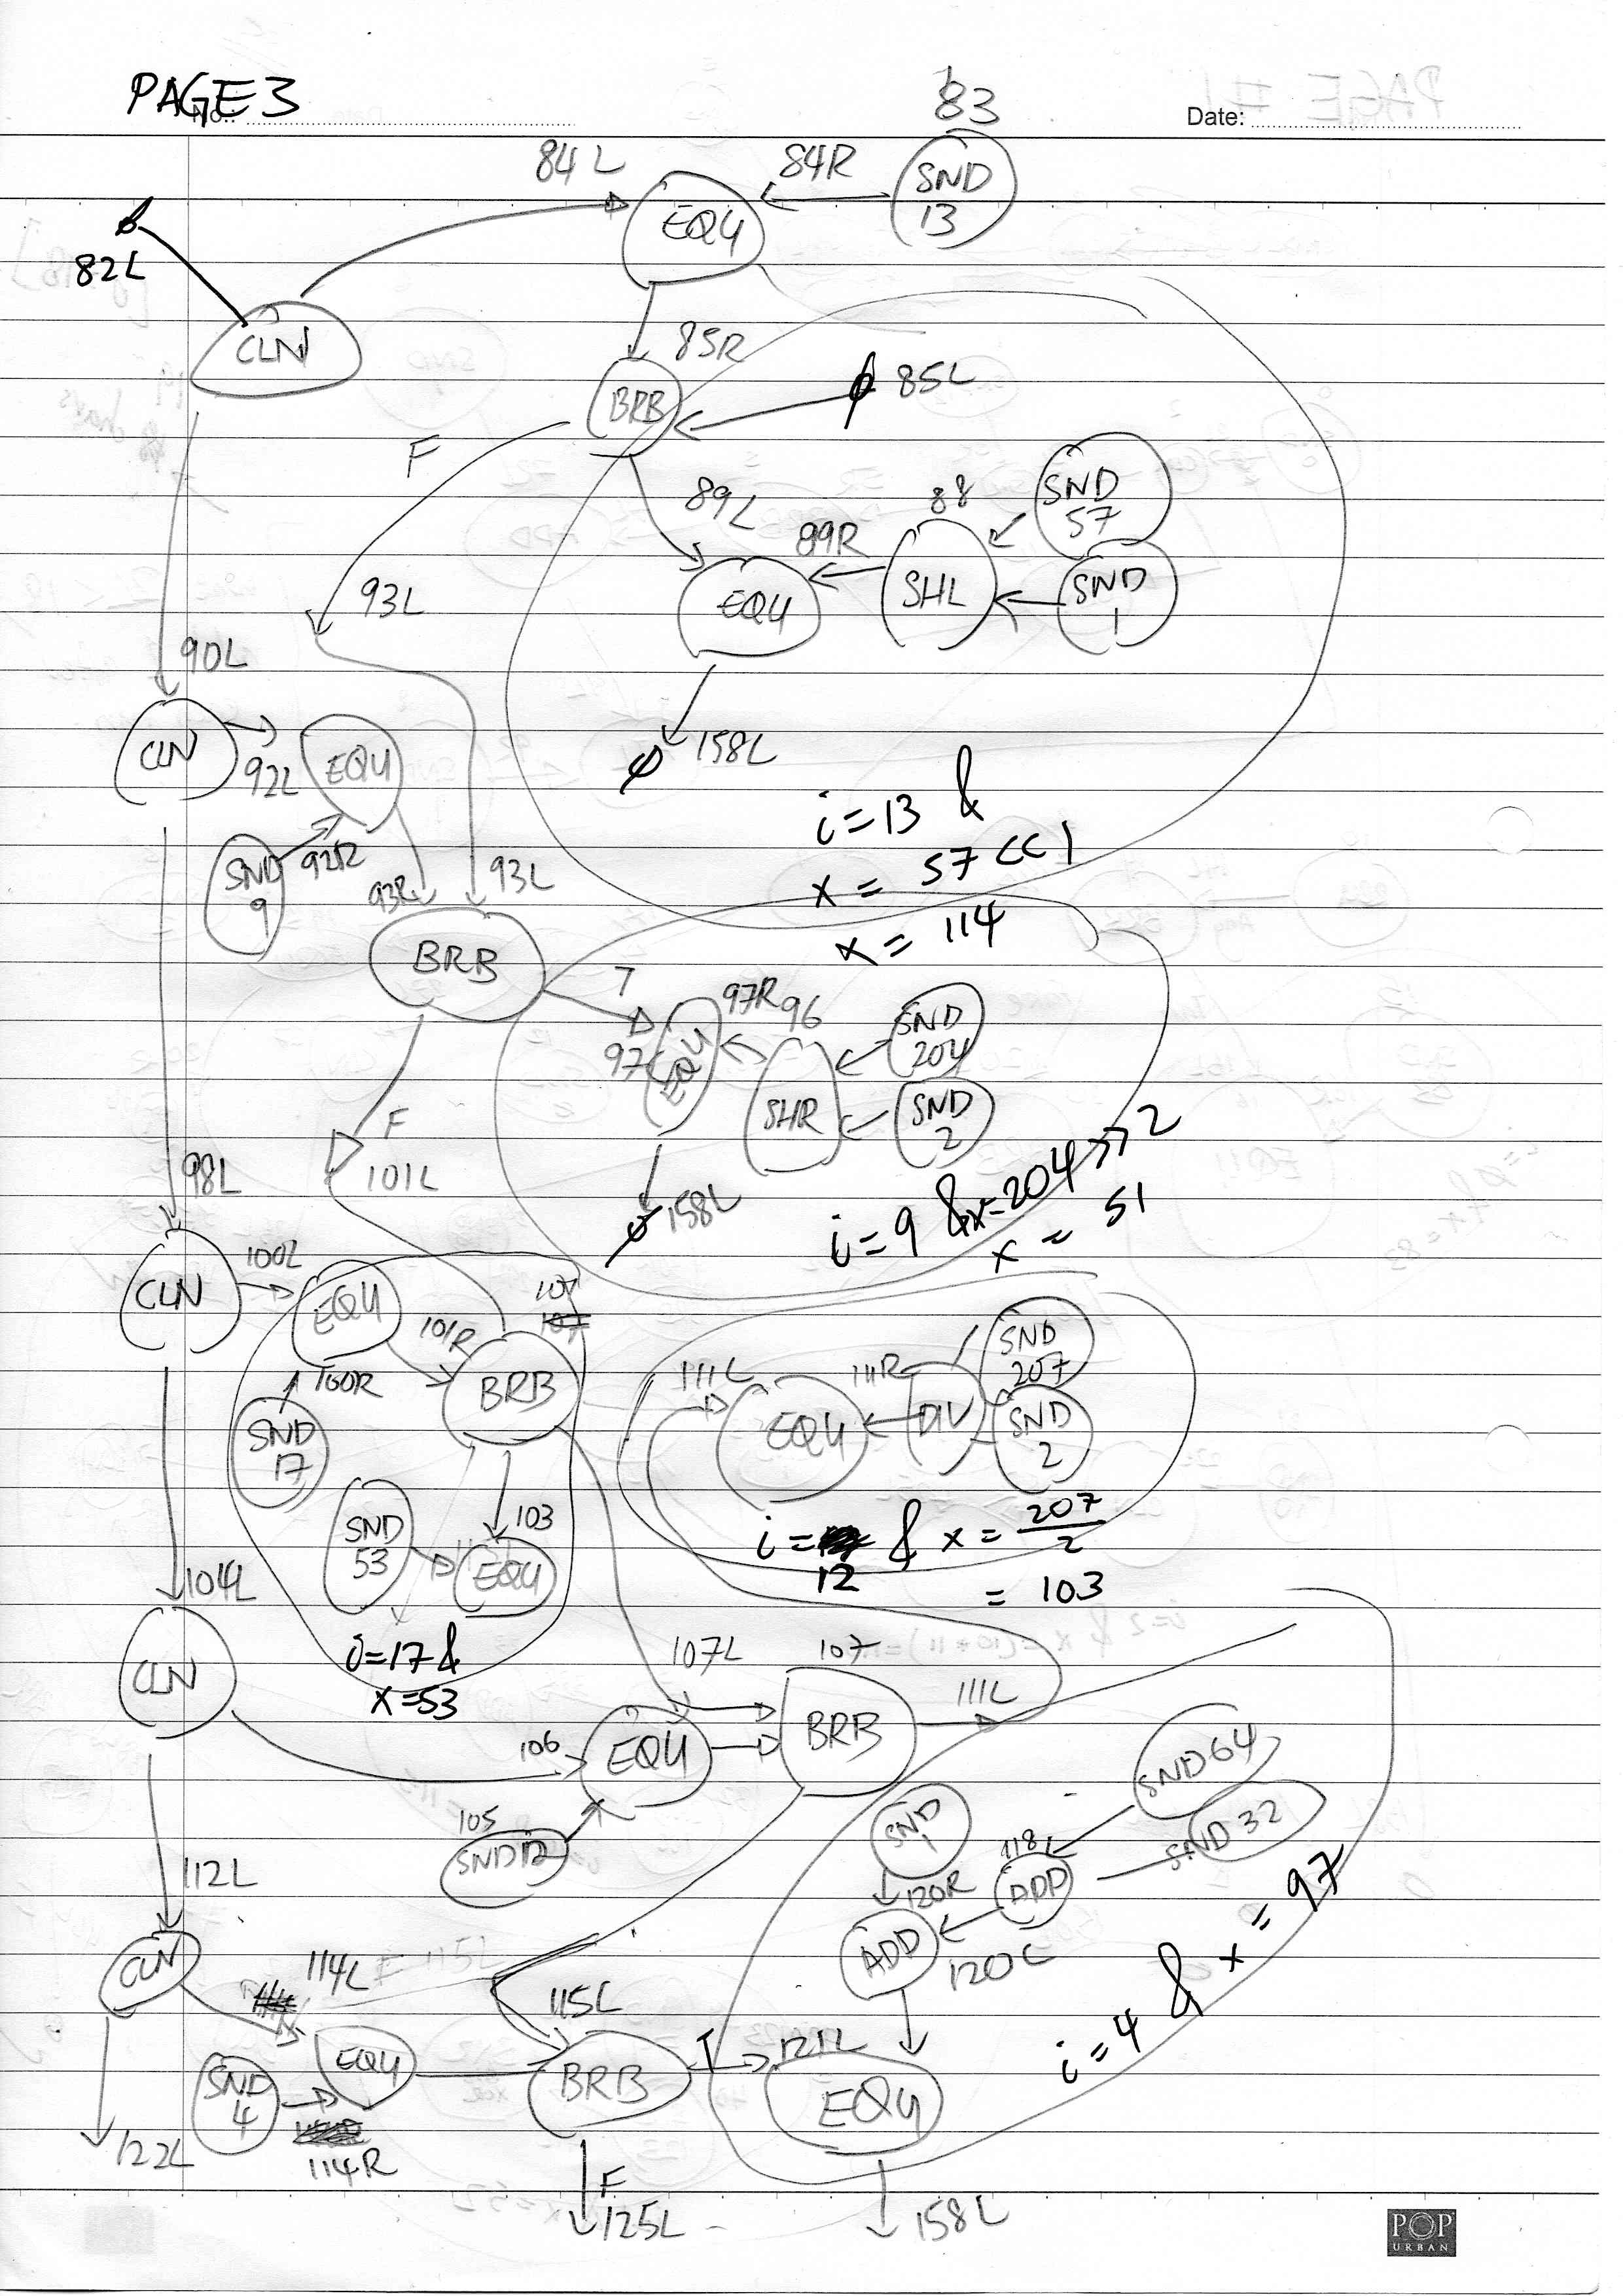 PAGE 3
No.:
83
Date:
84L
84R
SND
13
EQU
82L
CLN
85R
85L
BRB
F
89L
88
SND
57
89R
SHL
SND
1
EQU
93L
90L
158L
CLN
92L
EQU
i=13 &
x = 57<<1
x = 114
SND
9
92R
93R
93L
BRB
T
97L
97R
96
SND
204
EQU
SHR
SND
2
F
101L
98L
158L
i=9 & x=204>>2
x = 51
CLN
100L
EQU
101R
107
BRB
100R
SND
17
111L
111R
SND
207
EQU
DIV
SND
2
SND
53
103
EQU
i= 12 & x = 207
2
= 103
104L
CLN
i=17 &
x=53
107L
107
111L
BRB
106
EQU
105
SND12
SND64
SND
1
118L
SND 32
ADD
120R
ADD
120L
i=4 & x = 97
112L
CLN
114L
F 115L
115L
EQU
SND
4
114R
BRB
T
121L
EQU
122L
F
125L
158L
POP
URBAN